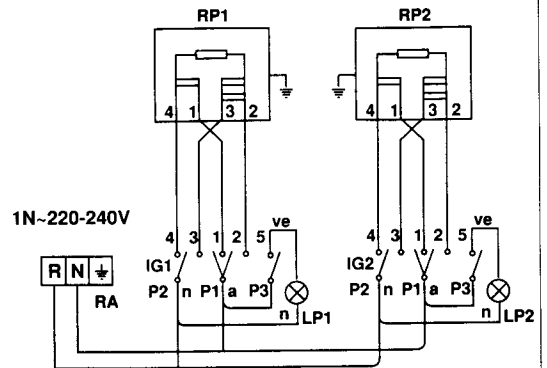 RP1 RP2
4 1 3 2 4 1 3 2
1N~220-240V
4 3 1 2 5 ve 4 3 1 2 5 ve
R N IG1 IG2
RA P2 n P1 a P3 P2 n P1 a P3
n LP1 n LP2